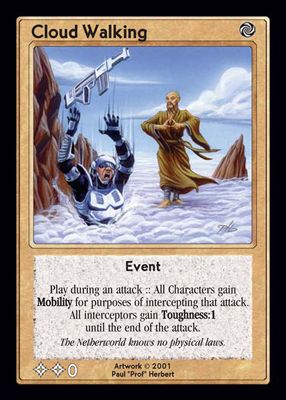 Cloud Walking
Event
Play during an attack :: All Characters gain
Mobility for purposes of intercepting that attack.
All interceptors gain Toughness:1
until the end of the attack.
The Netherworld knows no physical laws.
0
Artwork © 2001
Paul "Prof" Herbert